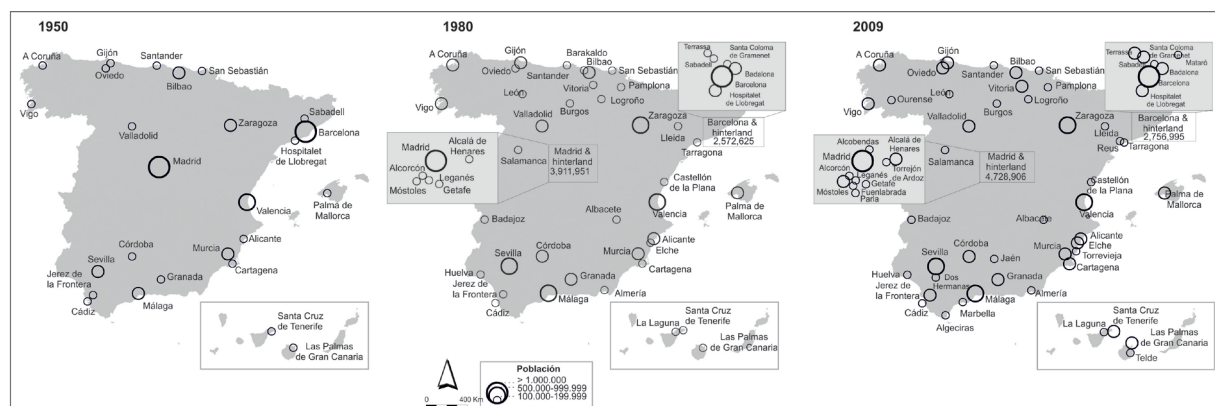 1950
A Coruña
Gijón
Oviedo
Santander
San Sebastián
Bilbao
Vigo
Valladolid
Zaragoza
Sabadell
Barcelona
Hospitalet
de Llobregat
Madrid
Valencia
Palma de
Mallorca
Alicante
Murcia
Cartagena
Córdoba
Sevilla
Jerez de
la Frontera
Granada
Cádiz
Málaga
Santa Cruz
de Tenerife
Las Palmas
de Gran Canaria
1980
A Coruña
Gijón
Oviedo
Santander
Barakaldo
Bilbao
San Sebastián
Vitoria
Pamplona
León
Burgos
Logroño
Vigo
Valladolid
Zaragoza
Lleida
Tarragona
Terrassa
Santa Coloma
de Gramenet
Sabadell
Badalona
Barcelona
Hospitalet
de Llobregat
Barcelona &
hinterland
2,572,625
Madrid
Alcalá de
Henares
Alcorcón
Leganés
Móstoles
Getafe
Salamanca
Madrid &
hinterland
3,911,951
Castellón
de la Plana
Valencia
Palma de
Mallorca
Badajoz
Albacete
Alicante
Elche
Murcia
Cartagena
Córdoba
Sevilla
Huelva
Jerez de
la Frontera
Granada
Almería
Cádiz
Málaga
La Laguna
Santa Cruz
de Tenerife
Las Palmas
de Gran Canaria
0 400 Km
Población
> 1.000.000
500.000-999.999
100.000-199.999
2009
A Coruña
Gijón
Oviedo
Santander
Bilbao
San Sebastián
Vitoria
Pamplona
León
Burgos
Logroño
Ourense
Vigo
Valladolid
Zaragoza
Lleida
Reus
Tarragona
Terrassa
Santa Coloma
de Gramenet
Mataró
Sabadell
Badalona
Barcelona
Hospitalet
de Llobregat
Barcelona &
hinterland
2,756,995
Alcobendas
Alcalá de
Henares
Madrid
Alcorcón
Leganés
Torrejón
de Ardoz
Getafe
Móstoles
Fuenlabrada
Parla
Salamanca
Madrid &
hinterland
4,728,906
Castellón
de la Plana
Valencia
Palma de
Mallorca
Badajoz
Albacete
Alicante
Elche
Torrevieja
Murcia
Cartagena
Córdoba
Jaén
Sevilla
Huelva
Dos
Hermanas
Jerez de
la Frontera
Granada
Almería
Cádiz
Málaga
Marbella
Algeciras
La Laguna
Santa Cruz
de Tenerife
Las Palmas
de Gran Canaria
Telde